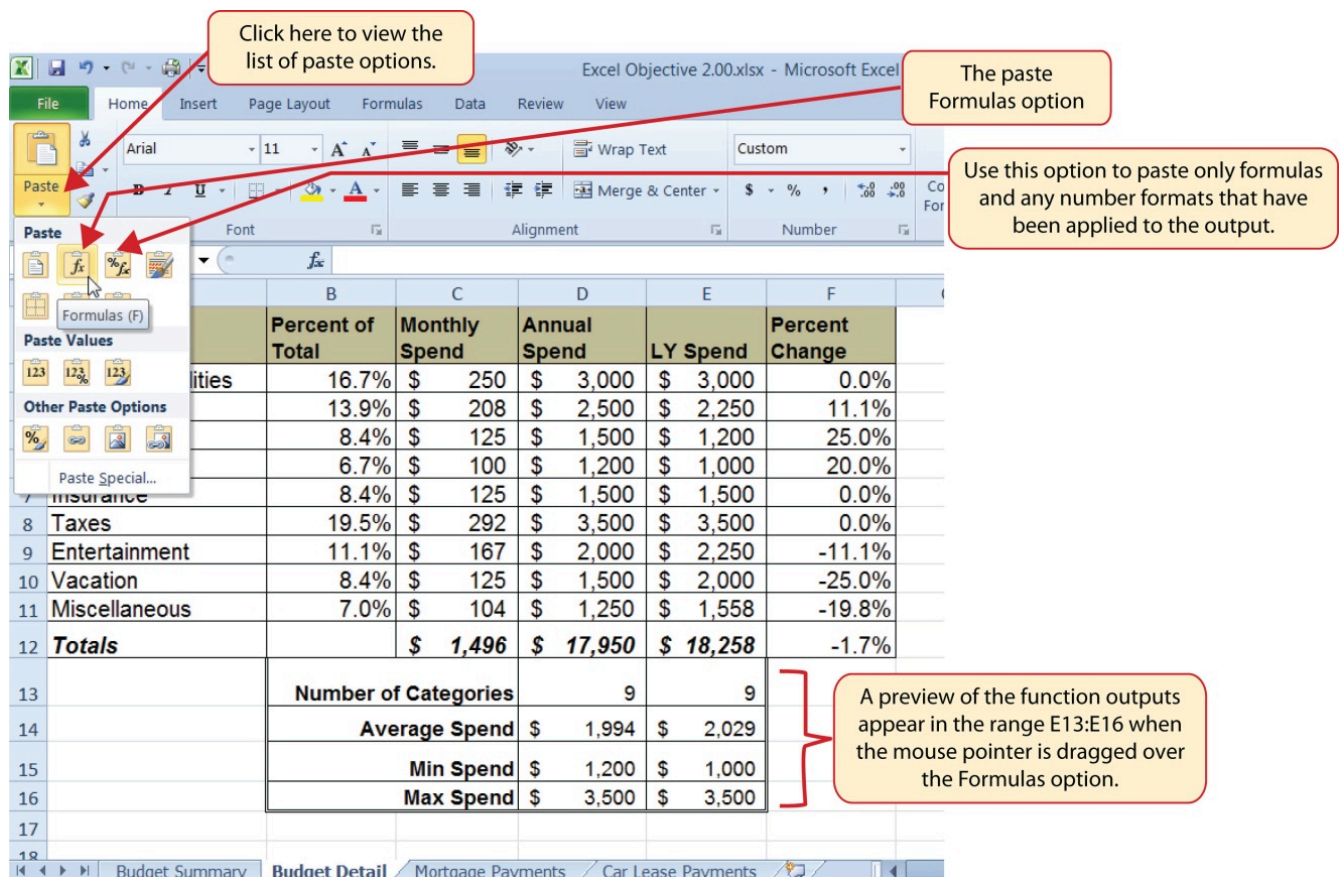 Click here to view the
list of paste options.
Excel Objective 2.00.xlsx - Microsoft Excel
The paste
Formulas option
File Home Insert Page Layout Formulas Data Review View
Arial 11 A A Wrap Text Custom
Use this option to paste only formulas
and any number formats that have
been applied to the output.
Paste B I U A Merge & Center $ % , .00 Co
For
Paste Font Alignment Number
fx % fx fx
B C D E F
Formulas (F)
Percent of Monthly Annual Percent
Total Spend Spend LY Spend Change
Paste Values
123 123% 123 lities 16.7% $ 250 $ 3,000 $ 3,000 0.0%
Other Paste Options 13.9% $ 208 $ 2,500 $ 2,250 11.1%
% 8.4% $ 125 $ 1,500 $ 1,200 25.0%
6.7% $ 100 $ 1,200 $ 1,000 20.0%
Paste Special...
7 Insurance 8.4% $ 125 $ 1,500 $ 1,500 0.0%
8 Taxes 19.5% $ 292 $ 3,500 $ 3,500 0.0%
9 Entertainment 11.1% $ 167 $ 2,000 $ 2,250 -11.1%
10 Vacation 8.4% $ 125 $ 1,500 $ 2,000 -25.0%
11 Miscellaneous 7.0% $ 104 $ 1,250 $ 1,558 -19.8%
12 Totals $ 1,496 $ 17,950 $ 18,258 -1.7%
13 Number of Categories 9 9
14 Average Spend $ 1,994 $ 2,029
15 Min Spend $ 1,200 $ 1,000
16 Max Spend $ 3,500 $ 3,500
A preview of the function outputs
appear in the range E13:E16 when
the mouse pointer is dragged over
the Formulas option.
17
18
Budget Summary Budget Detail Mortgage Payments Car Lease Payments